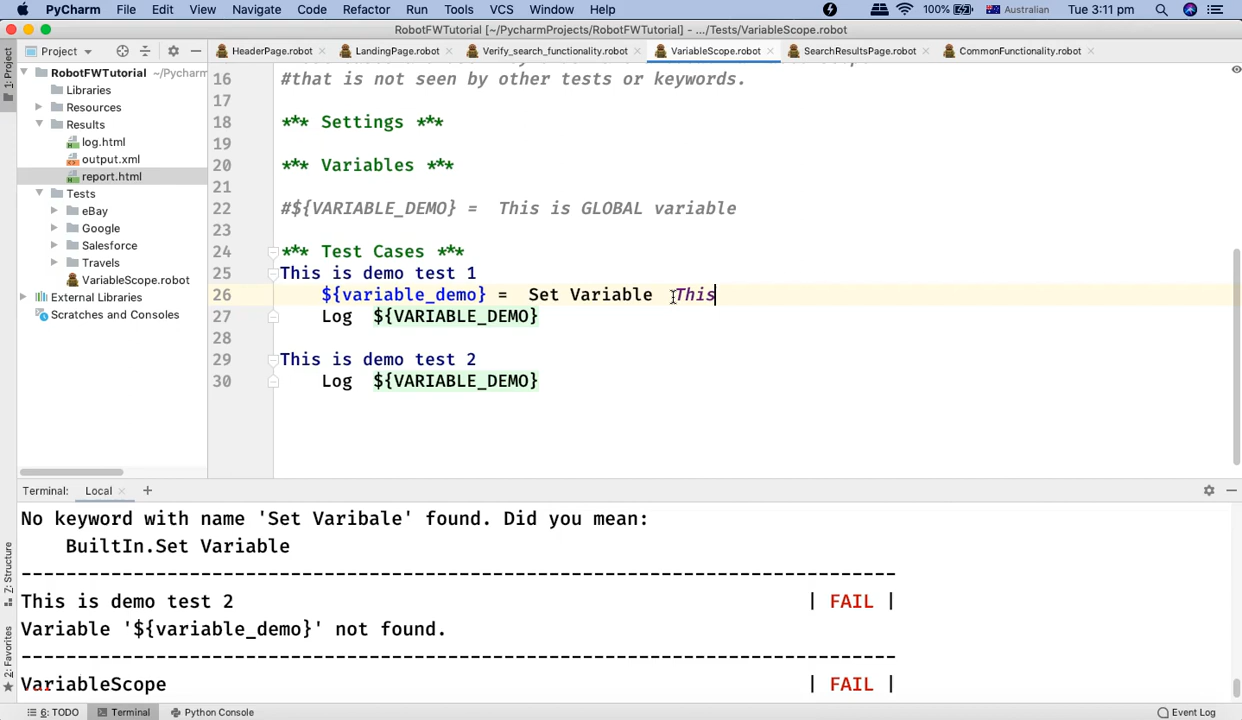 PyCharm File Edit View Navigate Code Refactor Run Tools VCS Window Help 100% Australian Tue 3:11 pm
RobotFWTutorial [~/PycharmProjects/RobotFWTutorial] - .../Tests/VariableScope.robot
1: Project
Project
HeaderPage.robot LandingPage.robot Verify_search_functionality.robot VariableScope.robot SearchResultsPage.robot CommonFunctionality.robot
RobotFWTutorial ~/Pycharm
Libraries
Resources
Results
log.html
output.xml
report.html
Tests
eBay
Google
Salesforce
Travels
VariableScope.robot
External Libraries
Scratches and Consoles
16 #that is not seen by other tests or keywords.
17
18 *** Settings ***
19
20 *** Variables ***
21
22 #${VARIABLE_DEMO} = This is GLOBAL variable
23
24 *** Test Cases ***
25 This is demo test 1
26 ${variable_demo} = Set Variable This
27 Log ${VARIABLE_DEMO}
28
29 This is demo test 2
30 Log ${VARIABLE_DEMO}
Terminal: Local +
No keyword with name 'Set Varibale' found. Did you mean:
BuiltIn.Set Variable
------------------------------------------------------------------------------
This is demo test 2 | FAIL |
Variable '${variable_demo}' not found.
------------------------------------------------------------------------------
VariableScope | FAIL |
Z: Structure
2: Favorites
6: TODO Terminal Python Console Event Log